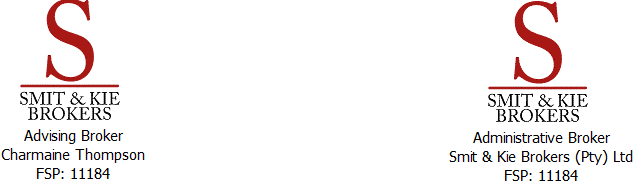 S
SMIT & KIE
BROKERS
Advising Broker
Charmaine Thompson
FSP: 11184
S
SMIT & KIE
BROKERS
Administrative Broker
Smit & Kie Brokers (Pty) Ltd
FSP: 11184